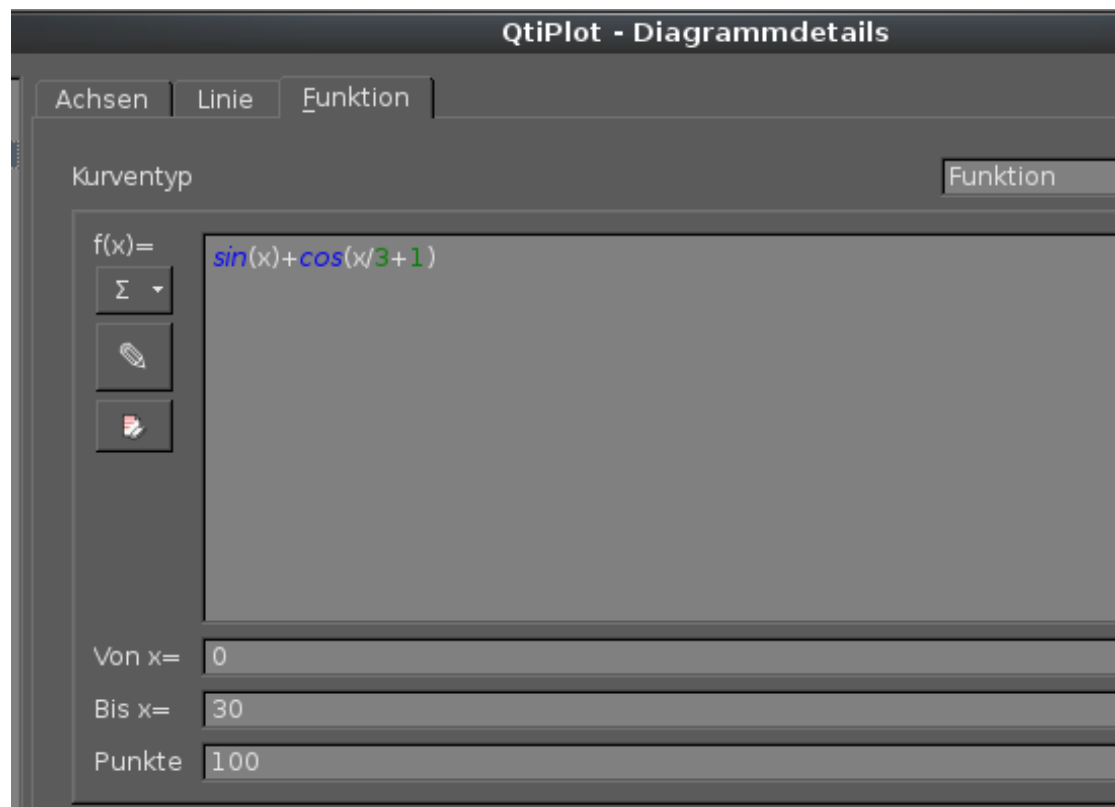 QtiPlot - Diagrammdetails
Achsen Linie Funktion
Kurventyp Funktion
f(x)=
sin(x)+cos(x/3+1)
Σ
Von x= 0
Bis x= 30
Punkte 100